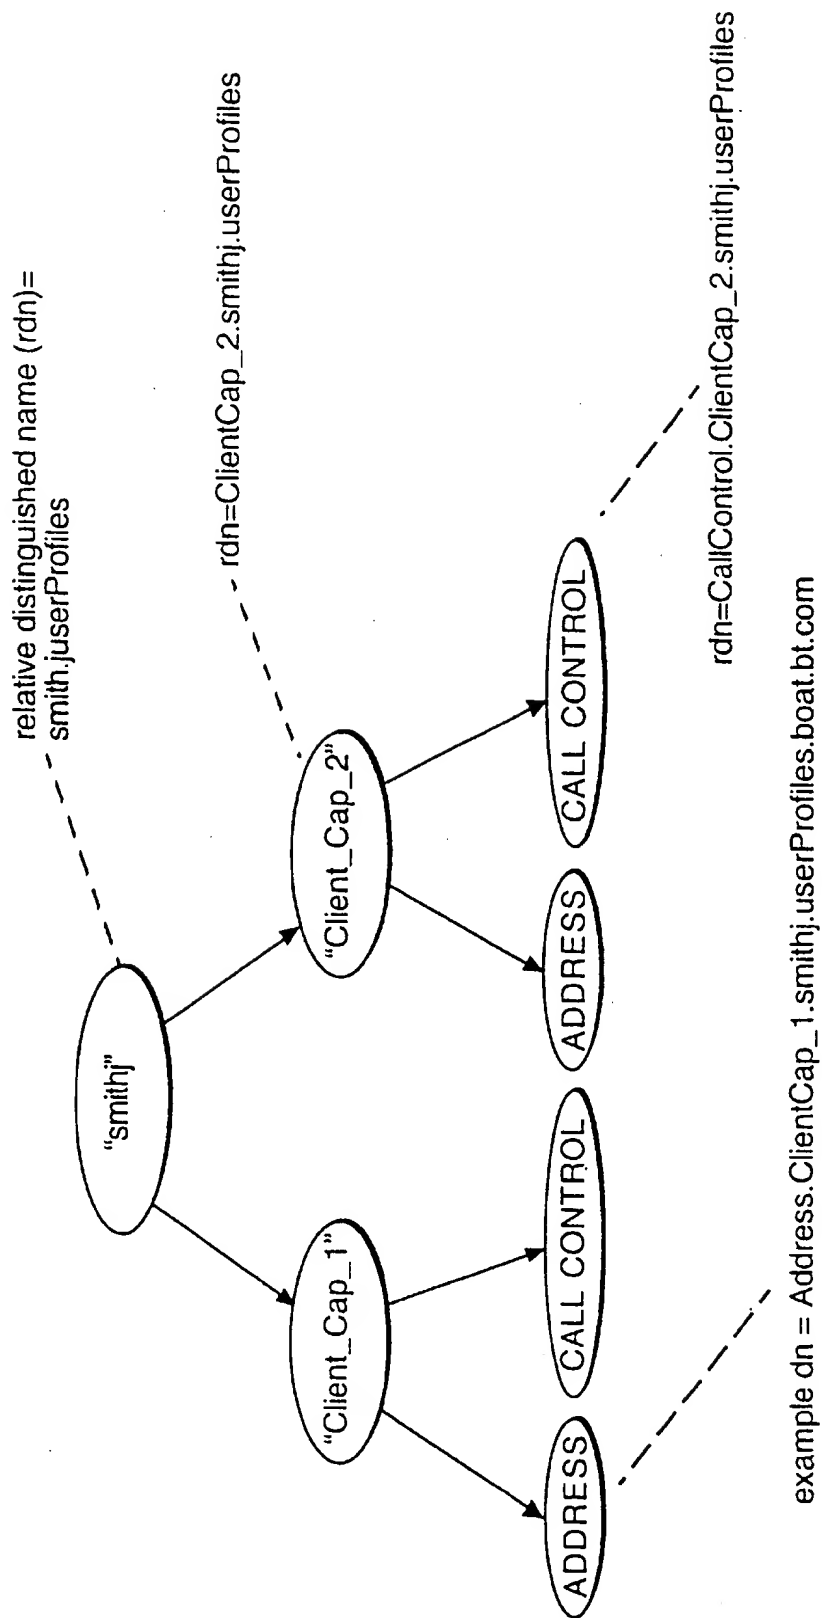 relative distinguished name (rdn)=
smith.juserProfiles
“smithj”
rdn=ClientCap_2.smithj.userProfiles
“Client_Cap_1”
“Client_Cap_2”
ADDRESS
CALL CONTROL
ADDRESS
CALL CONTROL
rdn=CallControl.ClientCap_2.smithj.userProfiles
example dn = Address.ClientCap_1.smithj.userProfiles.boat.bt.com